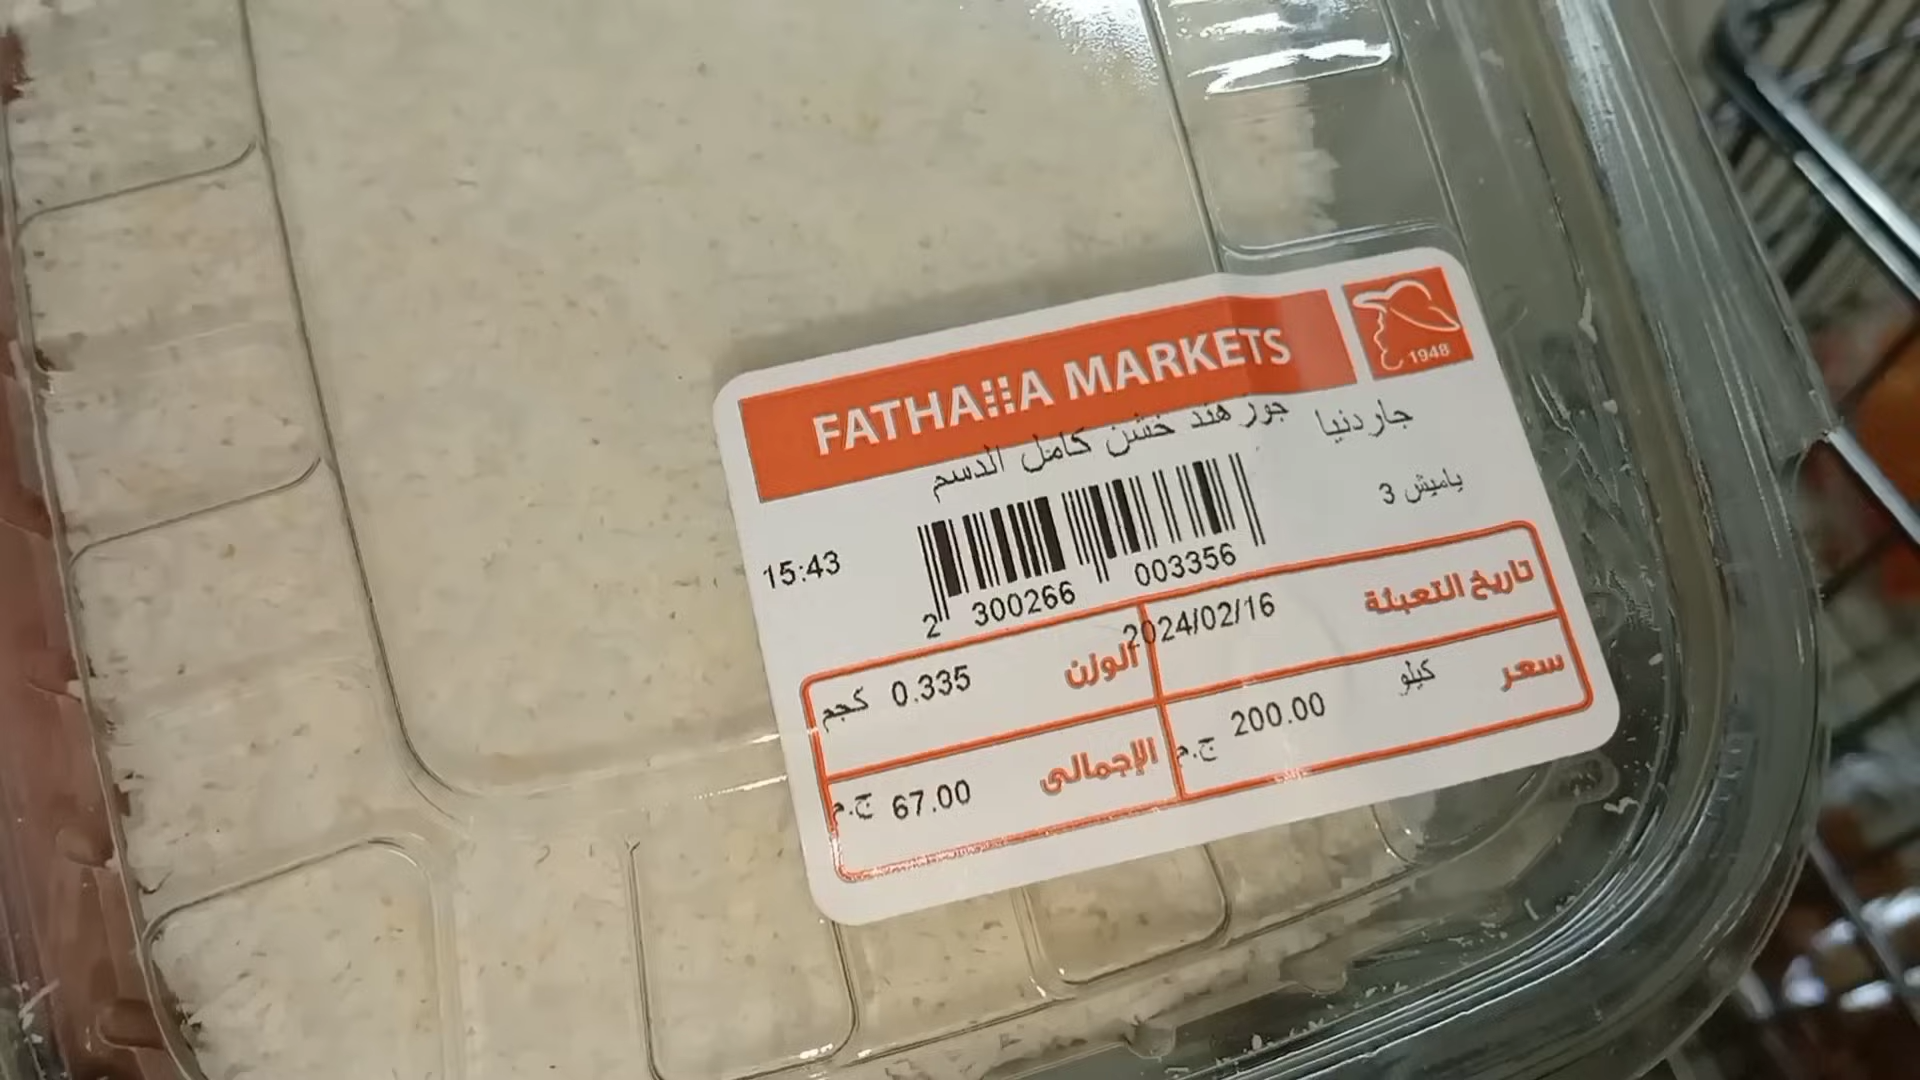 FATHALLA MARKETS
1948
جوز هند خشن كامل الدسم
جاردنيا
ياميش 3
15:43
2 300266 003356
تاريخ التعبئة 2024/02/16
الوزن 0.335 كجم
سعر كيلو 200.00 ج.م
الإجمالى 67.00 ج.م